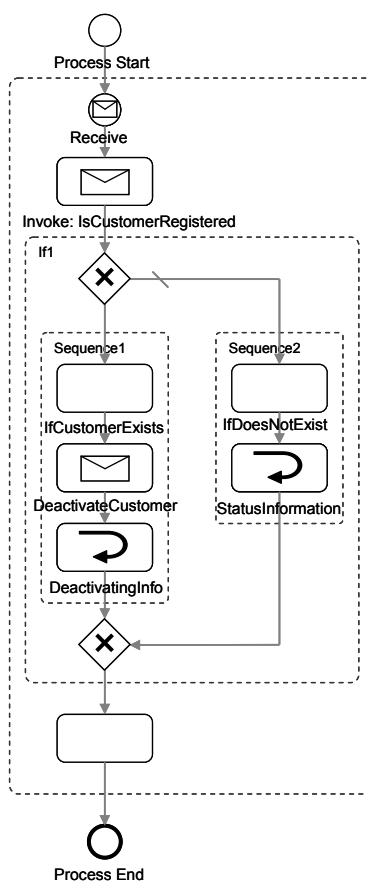 Process Start
Receive
Invoke: IsCustomerRegistered
If1
Sequence1
Sequence2
IfCustomerExists
IfDoesNotExist
DeactivateCustomer
StatusInformation
DeactivatingInfo
Process End